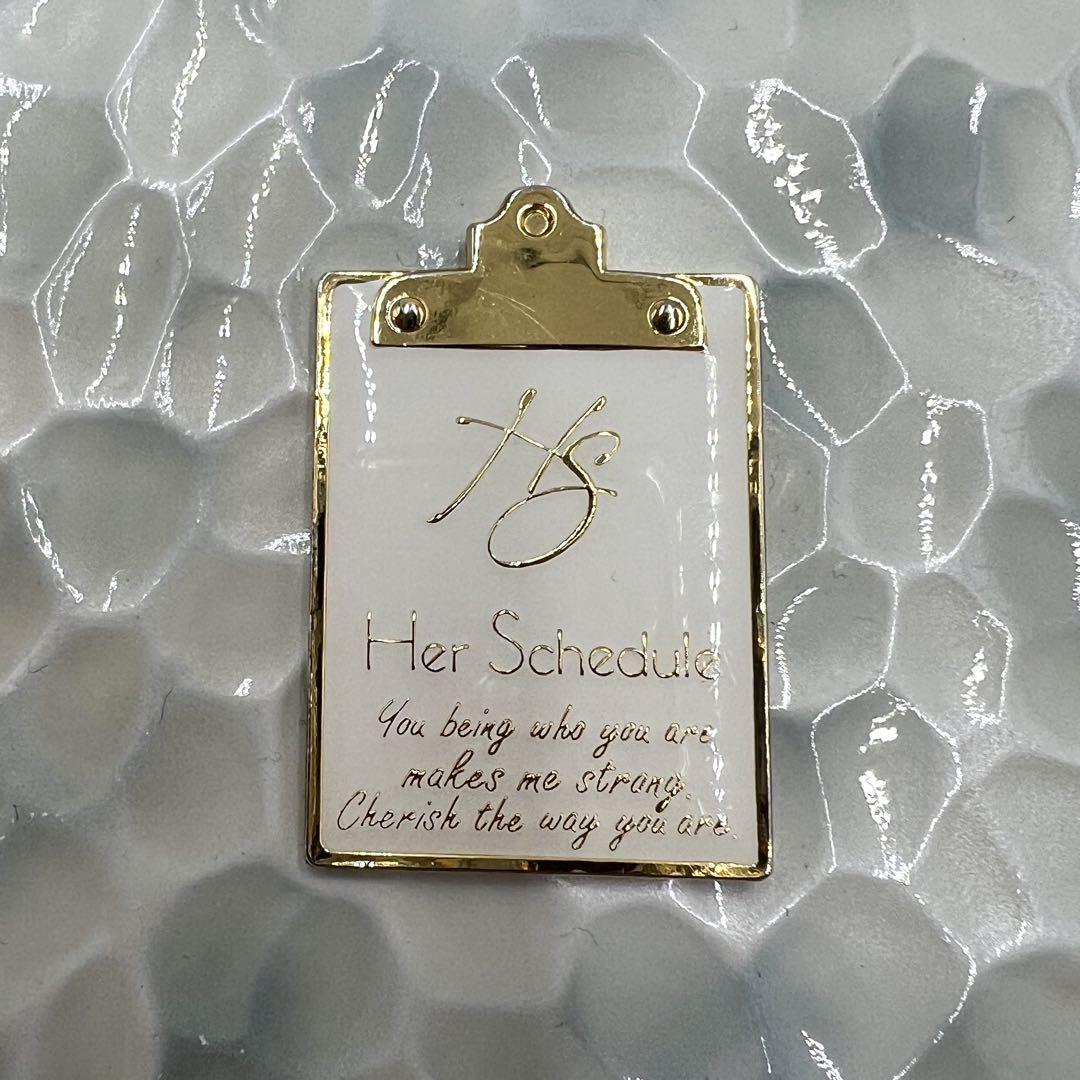 HS
Her Schedule
You being who you are
makes me strong.
Cherish the way you are.